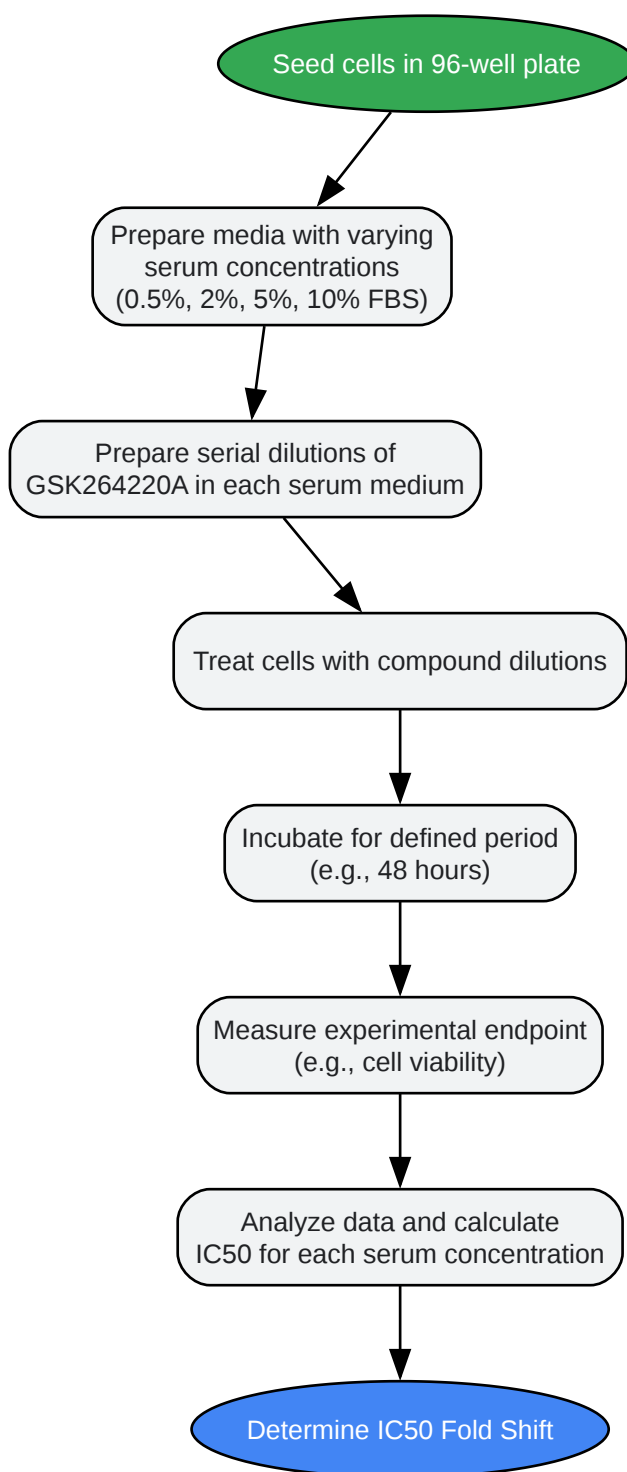 Seed cells in 96-well plate
Prepare media with varying
serum concentrations
(0.5%, 2%, 5%, 10% FBS)
Prepare serial dilutions of
GSK264220A in each serum medium
Treat cells with compound dilutions
Incubate for defined period
(e.g., 48 hours)
Measure experimental endpoint
(e.g., cell viability)
Analyze data and calculate
IC50 for each serum concentration
Determine IC50 Fold Shift